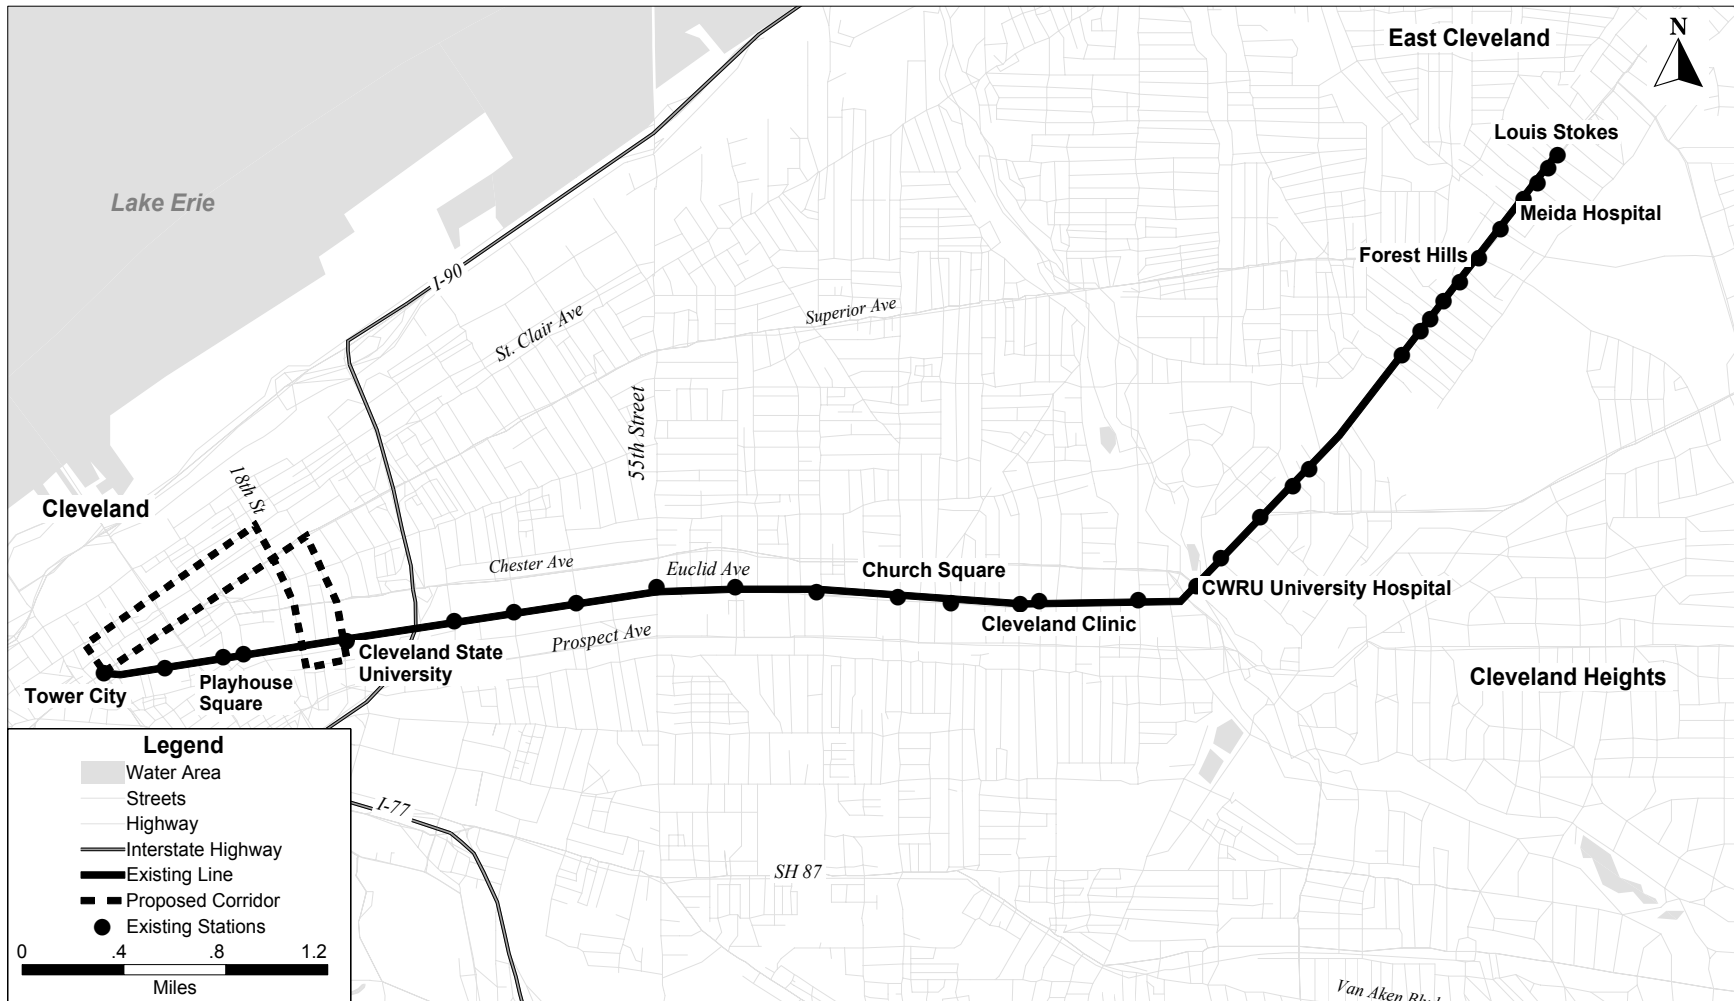 East Cleveland
N
Louis Stokes
Lake Erie
Meida Hospital
Forest Hills
I-90
St. Clair Ave
Superior Ave
55th Street
18th St
Cleveland
Chester Ave
Euclid Ave
Church Square
CWRU University Hospital
Prospect Ave
Cleveland Clinic
Cleveland State
University
Cleveland Heights
Tower City
Playhouse
Square
Legend
Water Area
Streets
Highway
Interstate Highway
Existing Line
Proposed Corridor
Existing Stations
0 .4 .8 1.2
Miles
I-77
SH 87
Van Aken Blvd